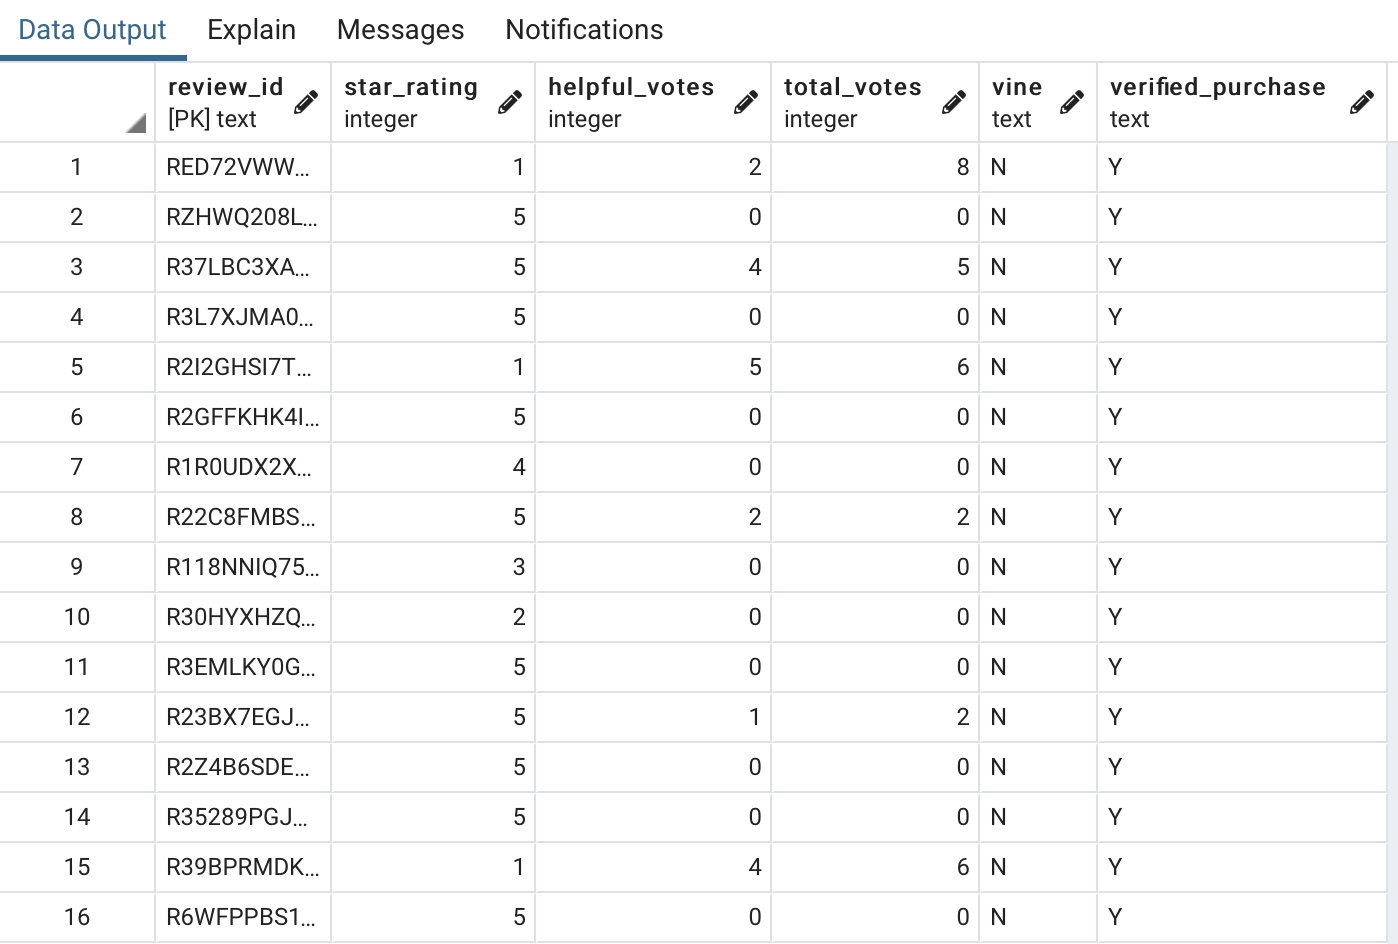 Data Output Explain Messages Notifications
review_id star_rating helpful_votes total_votes vine verified_purchase
[PK] text integer integer integer text text
1 RED72VWW... 1 2 8 N Y
2 RZHWQ208L... 5 0 0 N Y
3 R37LBC3XA... 5 4 5 N Y
4 R3L7XJMA0... 5 0 0 N Y
5 R2I2GHSI7T... 1 5 6 N Y
6 R2GFFKHK4I... 5 0 0 N Y
7 R1R0UDX2X... 4 0 0 N Y
8 R22C8FMBS... 5 2 2 N Y
9 R118NNIQ75... 3 0 0 N Y
10 R30HYXHZQ... 2 0 0 N Y
11 R3EMLKY0G... 5 0 0 N Y
12 R23BX7EGJ... 5 1 2 N Y
13 R2Z4B6SDE... 5 0 0 N Y
14 R35289PGJ... 5 0 0 N Y
15 R39BPRMDK... 1 4 6 N Y
16 R6WFPPBS1... 5 0 0 N Y